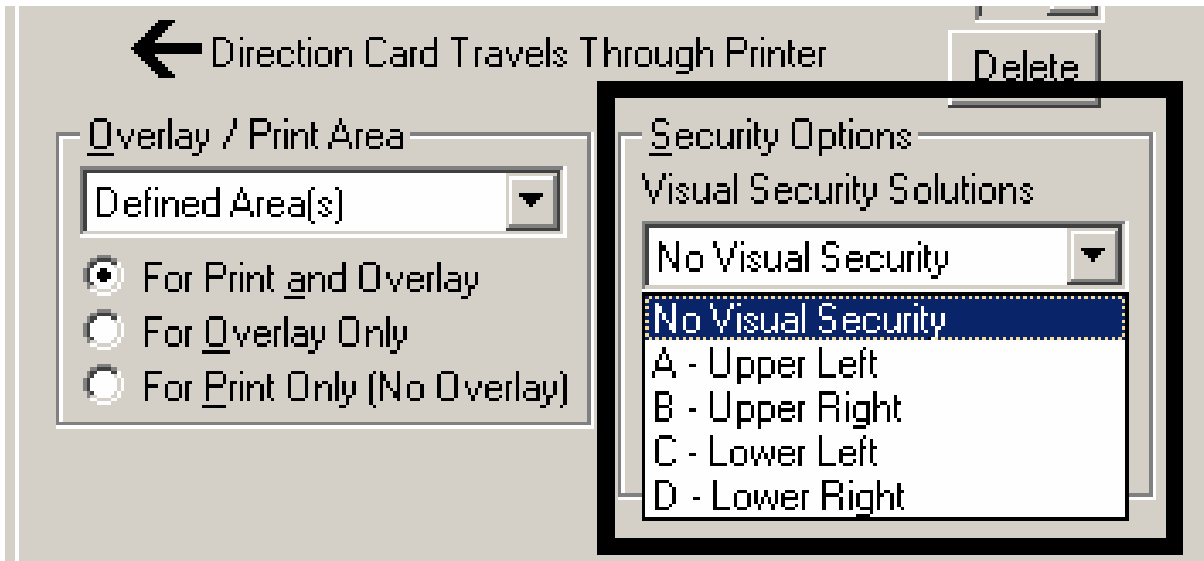 Direction Card Travels Through Printer
Delete
Overlay / Print Area
Defined Area(s)
For Print and Overlay
For Overlay Only
For Print Only (No Overlay)
Security Options
Visual Security Solutions
No Visual Security
No Visual Security
A - Upper Left
B - Upper Right
C - Lower Left
D - Lower Right